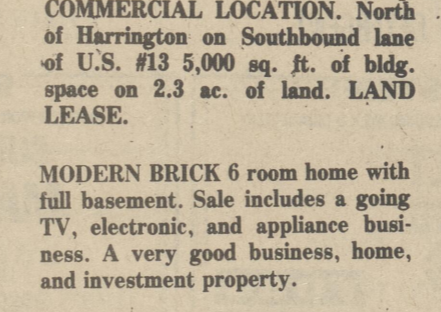 COMMERCIAL LOCATION. North
of Harrington on Southbound lane
of U.S. #13 5,000 sq. ft. of bldg.
space on 2.3 ac. of land. LAND
LEASE.
MODERN BRICK 6 room home with
full basement. Sale includes a going
TV, electronic, and appliance busi-
ness. A very good business, home,
and investment property.